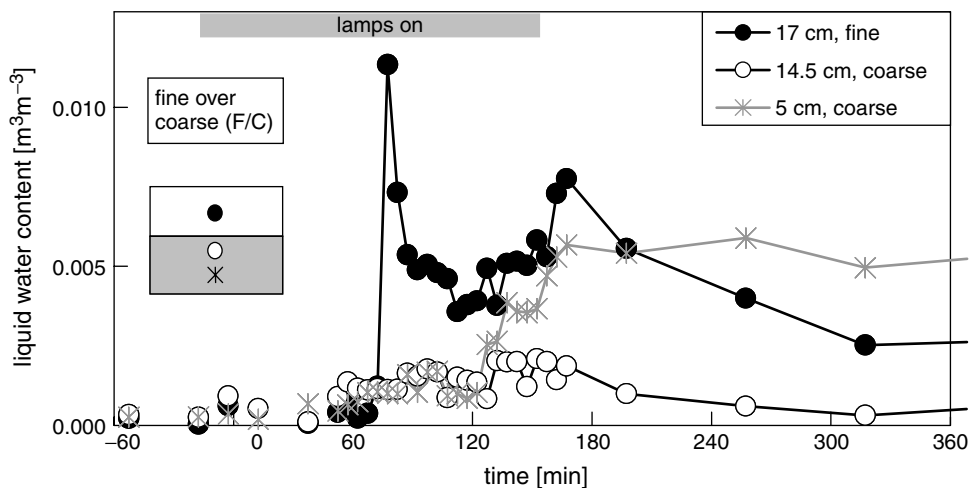 lamps on
17 cm, fine
14.5 cm, coarse
5 cm, coarse
fine over
coarse (F/C)
liquid water content [m³m⁻³]
0.010
0.005
0.000
−60
0
60
120
180
240
300
360
time [min]